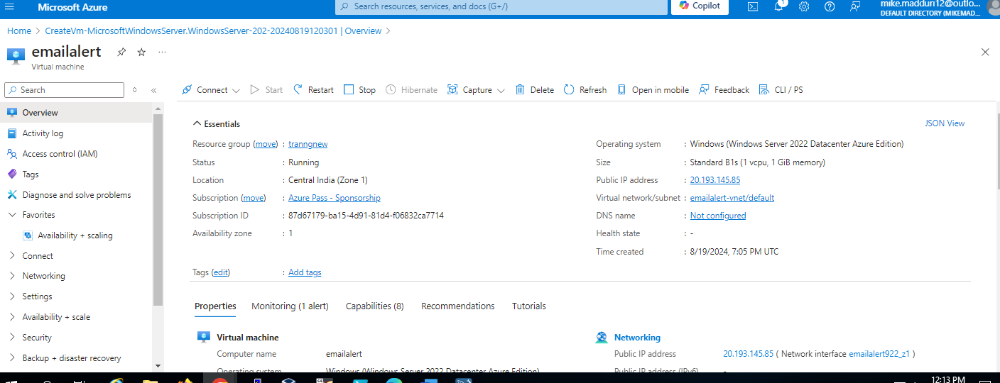 Microsoft Azure
Search resources, services, and docs (G+/)
Copilot
1
mike.madduri12@outlo...
DEFAULT DIRECTORY (MIKEMAD...
Home > CreateVm-MicrosoftWindowsServer.WindowsServer-202-20240819120301 | Overview >
emailalert
Virtual machine
Search
Connect Start Restart Stop Hibernate Capture Delete Refresh Open in mobile Feedback CLI / PS
Overview
Activity log
Access control (IAM)
Tags
Diagnose and solve problems
Favorites
Availability + scaling
Connect
Networking
Settings
Availability + scale
Security
Backup + disaster recovery
Essentials
JSON View
Resource group (move) : tranngnew
Status : Running
Location : Central India (Zone 1)
Subscription (move) : Azure Pass - Sponsorship
Subscription ID : 87d67179-ba15-4d91-81d4-f06832ca7714
Availability zone : 1
Operating system : Windows (Windows Server 2022 Datacenter Azure Edition)
Size : Standard B1s (1 vcpu, 1 GiB memory)
Public IP address : 20.193.145.85
Virtual network/subnet : emailalert-vnet/default
DNS name : Not configured
Health state : -
Time created : 8/19/2024, 7:05 PM UTC
Tags (edit) : Add tags
Properties Monitoring (1 alert) Capabilities (8) Recommendations Tutorials
Virtual machine
Computer name emailalert
Operating system Windows (Windows Server 2022 Datacenter Azure Edition)
Networking
Public IP address 20.193.145.85 ( Network interface emailalert922_z1 )
Public IP address (IPv6) -
12:13 PM